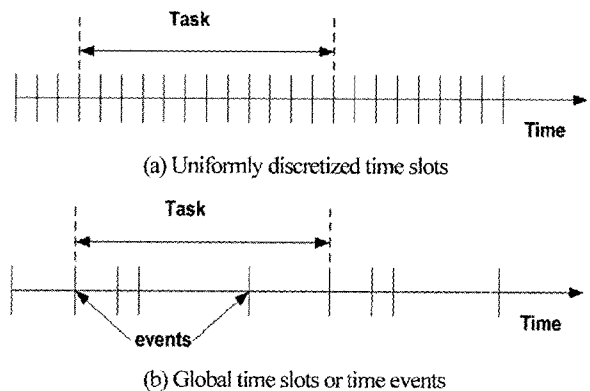 Task
Time
(a) Uniformly discretized time slots
Task
events
Time
(b) Global time slots or time events